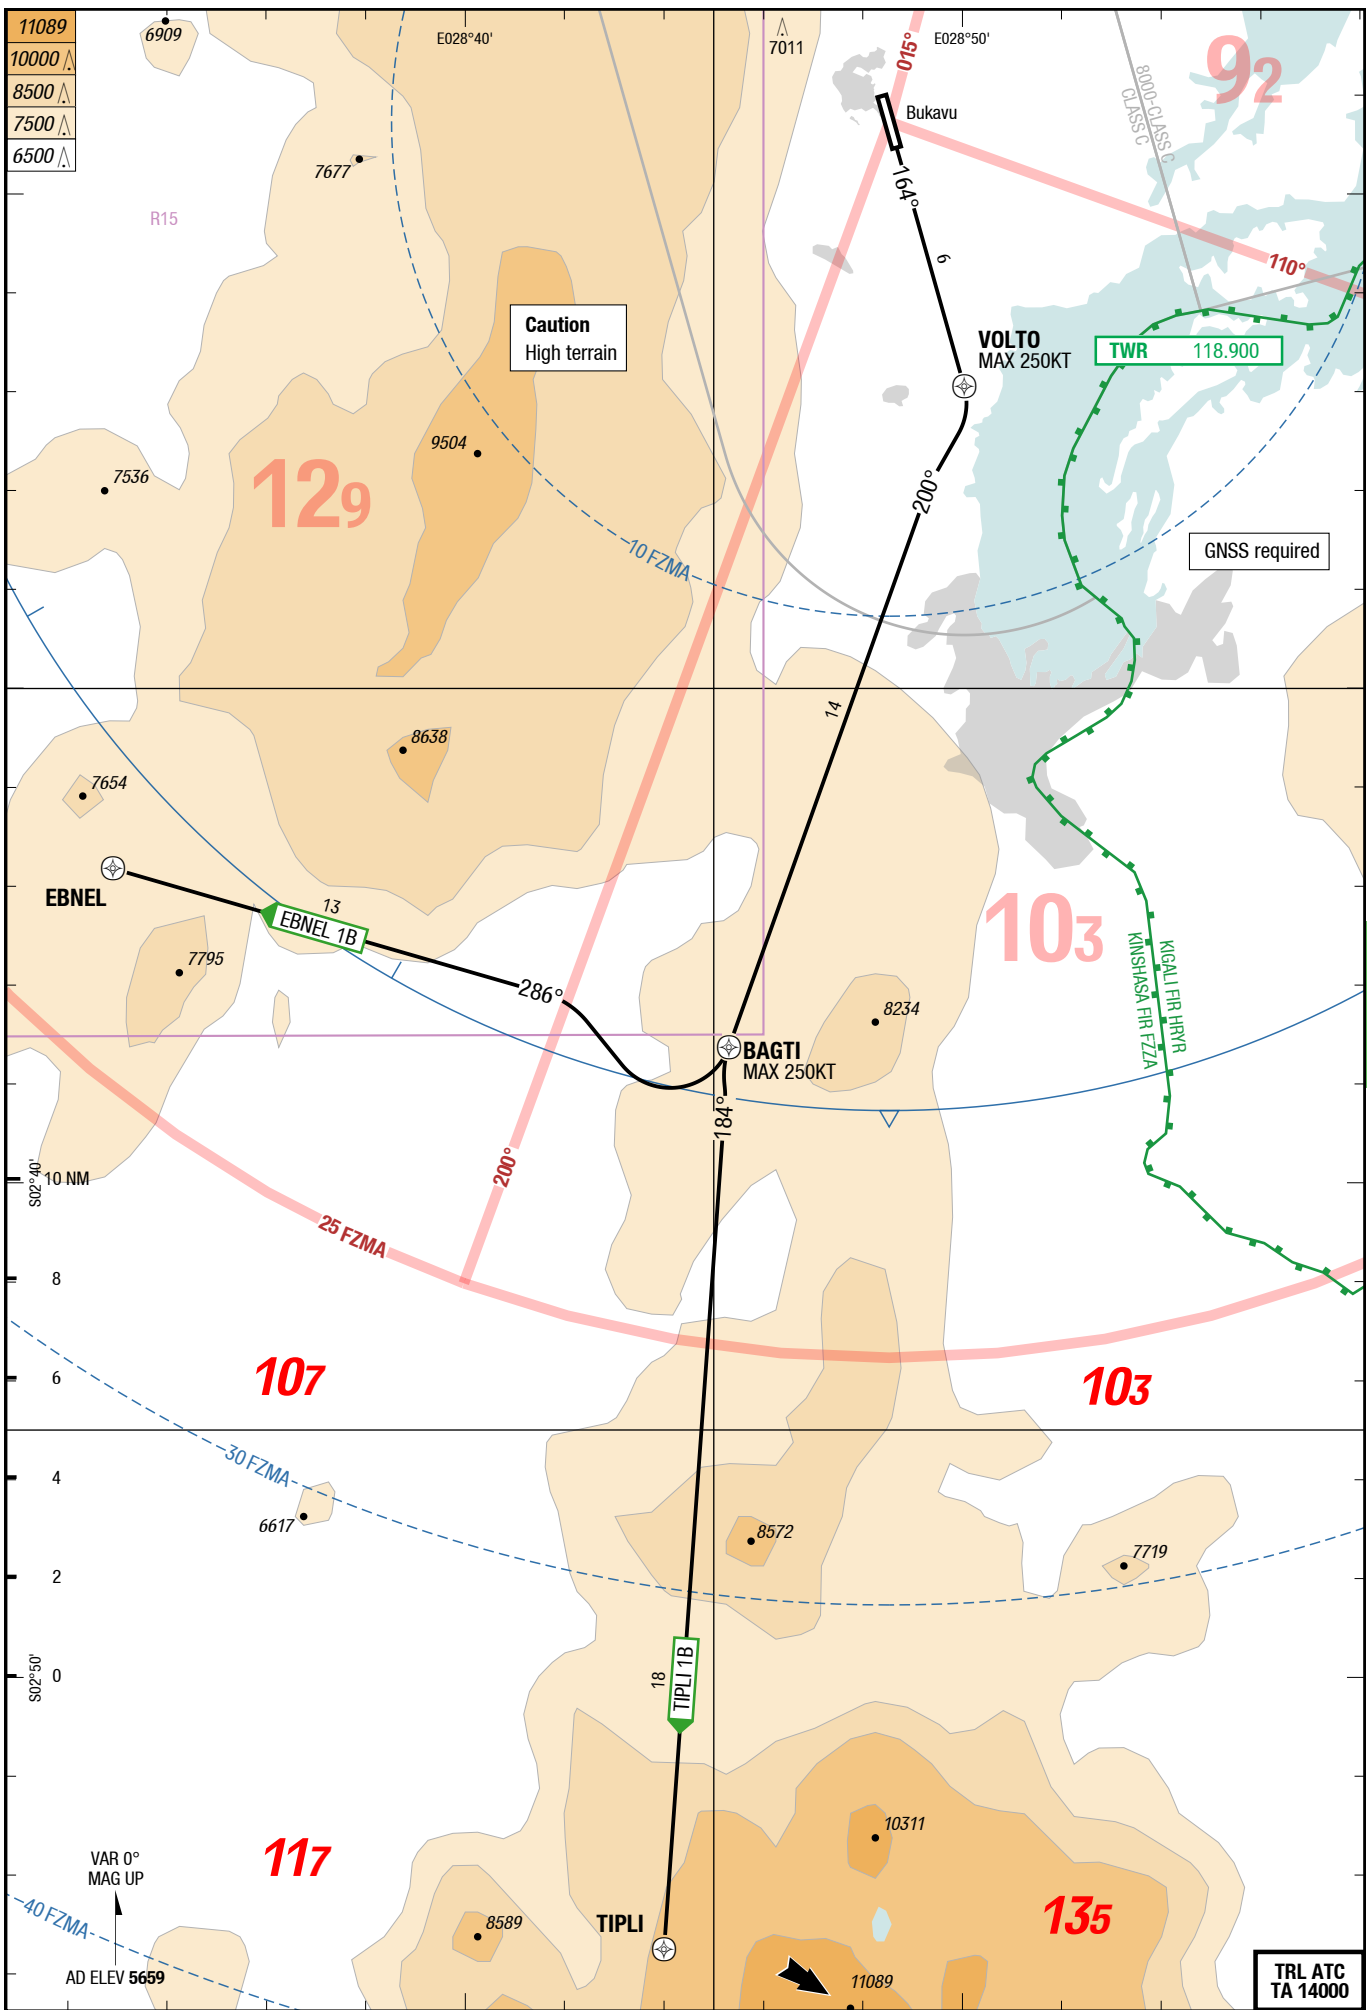 11089
10000
8500
7500
6500
6909
E028°40'
7011
015°
E028°50'
92
8000-CLASS C
CLASS C
Bukavu
7677
164°
R15
6
110°
Caution
High terrain
VOLTO
MAX 250KT
TWR 118.900
9504
7536
129
200°
10 FZMA
GNSS required
14
8638
7654
EBNEL
13
EBNEL 1B
103
KIGALI FIR HRYR
KINSHASA FIR FZZA
7795
286°
8234
BAGTI
MAX 250KT
184°
200°
S02°40'
10 NM
25 FZMA
8
6
107
103
4
30 FZMA
6617
8572
7719
2
S02°50'
0
18
TIPLI 1B
10311
117
VAR 0°
MAG UP
40 FZMA
8589
TIPLI
135
AD ELEV 5659
11089
TRL ATC
TA 14000